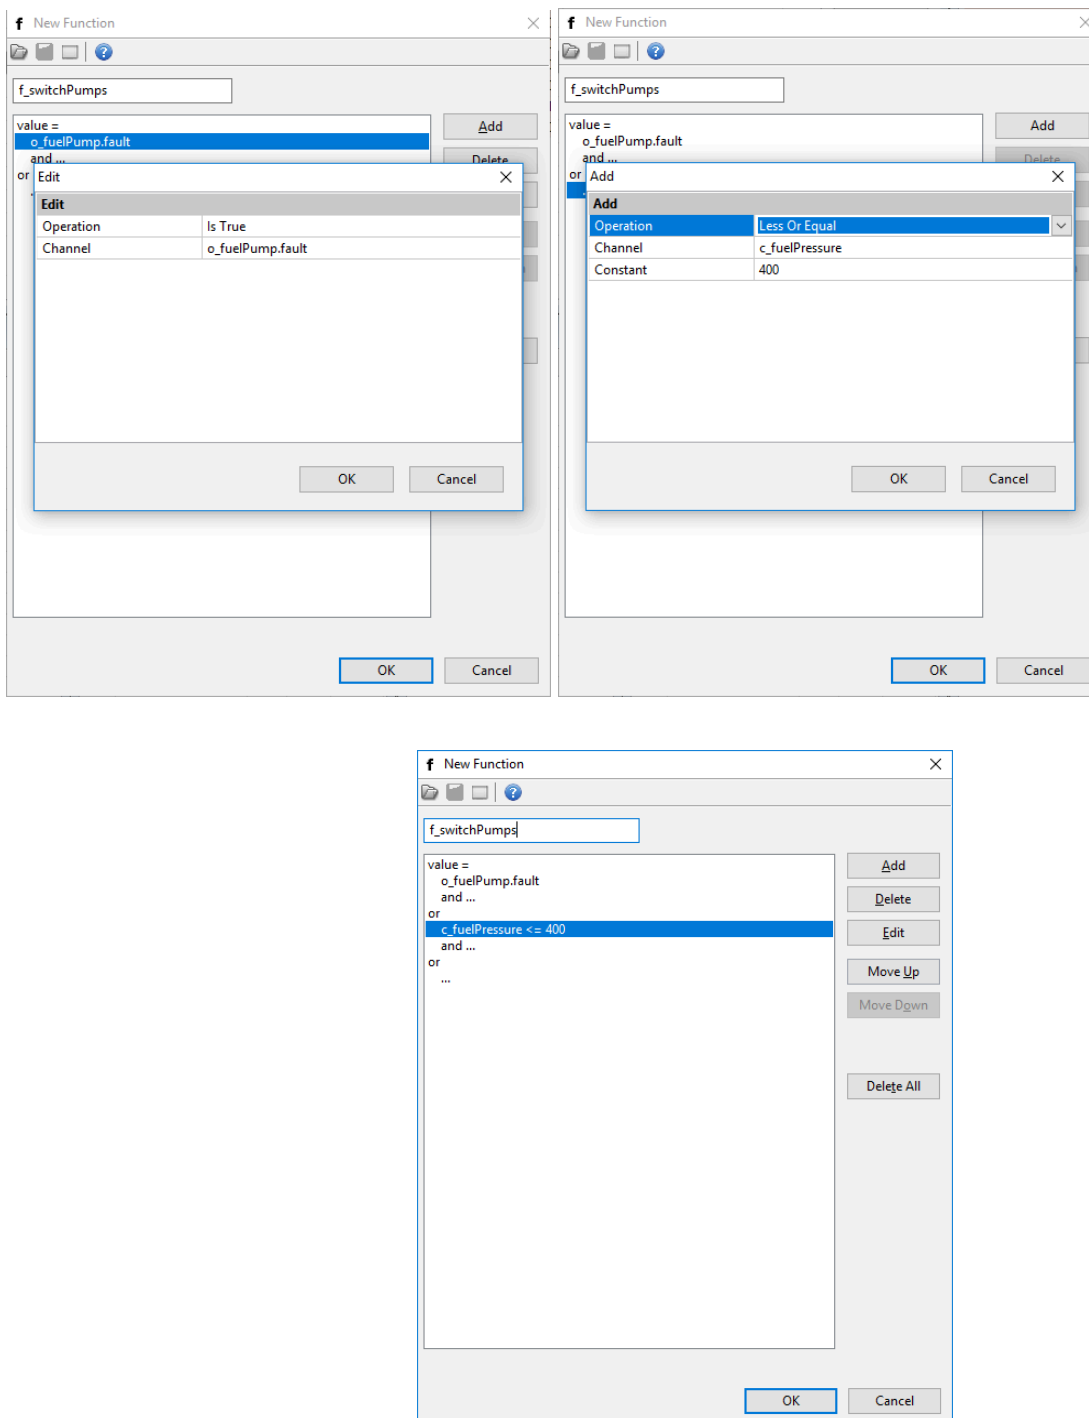 f New Function
f_switchPumps
value =
o_fuelPump.fault
and ...
or
Add
Delete
Edit
Edit
Operation Is True
Channel o_fuelPump.fault
OK Cancel
OK Cancel
f New Function
f_switchPumps
value =
o_fuelPump.fault
and ...
or
Add
Delete
Add
Add
Operation Less Or Equal
Channel c_fuelPressure
Constant 400
OK Cancel
OK Cancel
f New Function
f_switchPumps
value =
o_fuelPump.fault
and ...
or
c_fuelPressure <= 400
and ...
or
...
Add
Delete
Edit
Move Up
Move Down
Delete All
OK Cancel